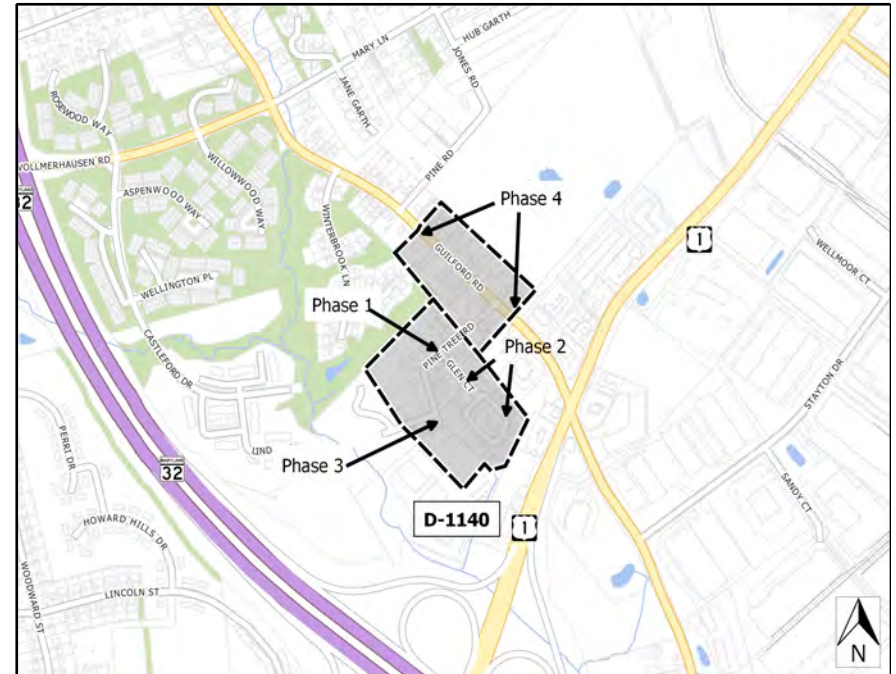 HUB GARTH
MARY LN
JONES RD
JANE GARTH
ROSEWOOD WAY
VOLLMERHAUSEN RD
WILLOWWOOD WAY
PINE RD
32
ASPENWOOD WAY
WINTERBROOK LN
Phase 4
1
WELLMOOR CT
GUILFORD RD
WELLINGTON PL
Phase 1
PINE TREE RD
Phase 2
GLEN CT
CASTLEFORD DR
STAYTON DR
UND
PERRI DR
MARYLAND
32
Phase 3
SANDY CT
D-1140
1
HOWARD HILLS DR
WOODWARD ST
LINCOLN ST
N